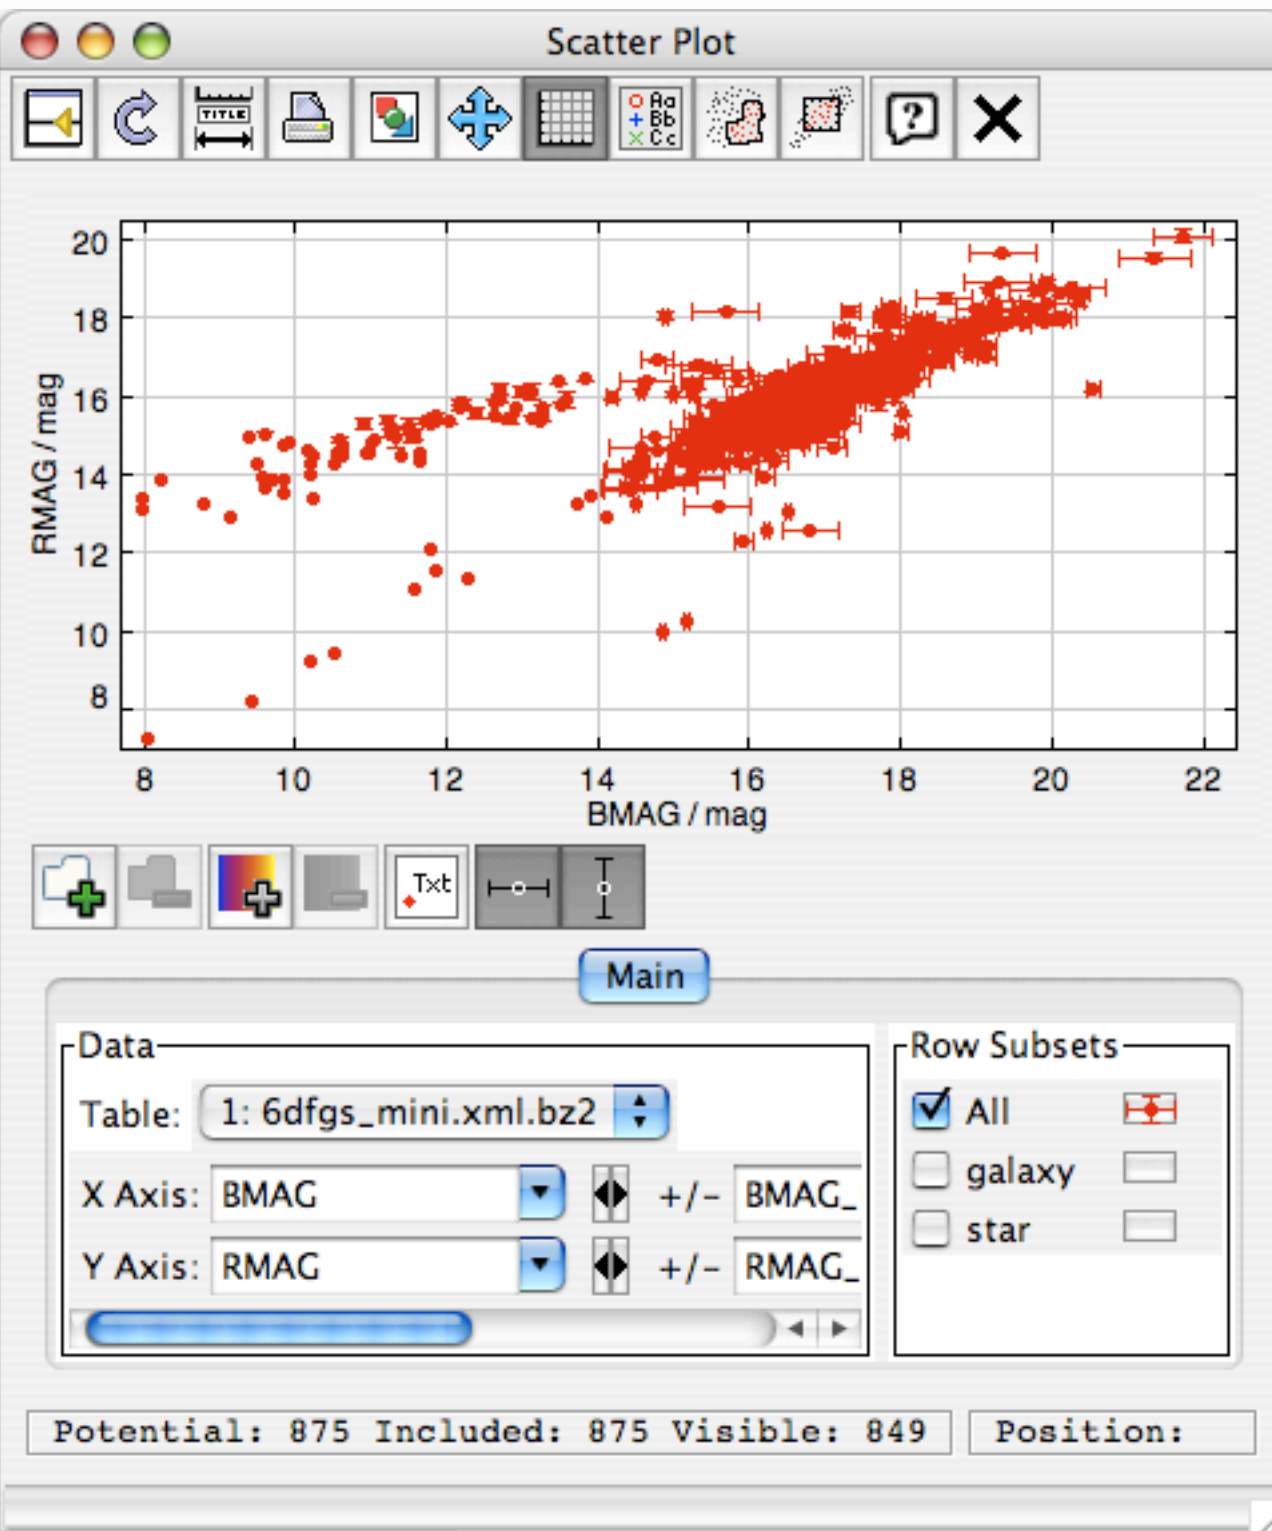 Scatter Plot
TITLE
Aa
Bb
Cc
?
20
18
16
14
12
10
8
RMAG / mag
8 10 12 14 16 18 20 22
BMAG / mag
Txt
Main
Data
Table: 1: 6dfgs_mini.xml.bz2
X Axis: BMAG +/- BMAG_
Y Axis: RMAG +/- RMAG_
Row Subsets
All
galaxy
star
Potential: 875 Included: 875 Visible: 849 Position: